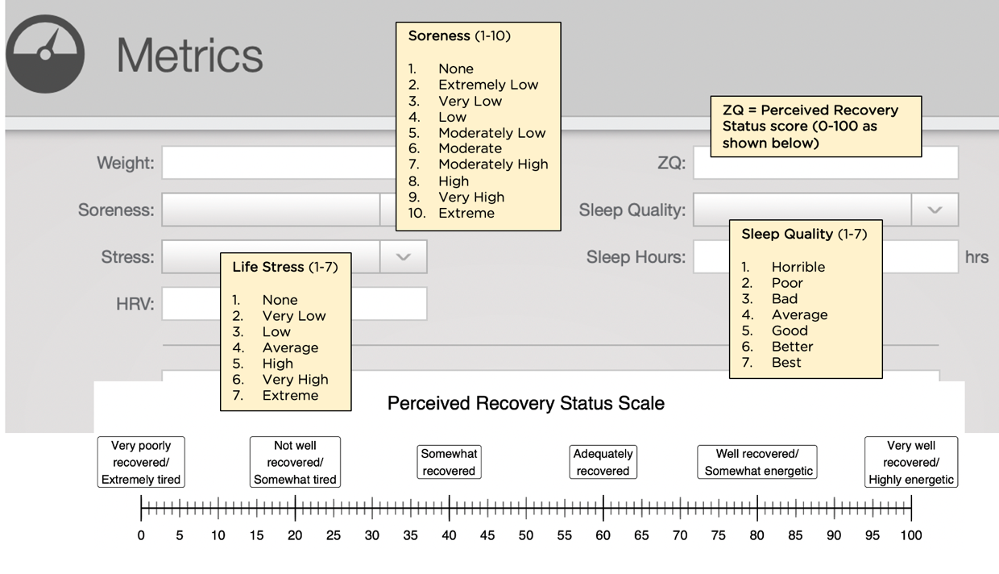 Metrics
Soreness (1-10)
1. None
2. Extremely Low
3. Very Low
4. Low
5. Moderately Low
6. Moderate
7. Moderately High
8. High
9. Very High
10. Extreme
ZQ = Perceived Recovery
Status score (0-100 as
shown below)
Weight:
Soreness:
Stress:
HRV:
ZQ:
Sleep Quality:
Sleep Hours:
hrs
Life Stress (1-7)
1. None
2. Very Low
3. Low
4. Average
5. High
6. Very High
7. Extreme
Sleep Quality (1-7)
1. Horrible
2. Poor
3. Bad
4. Average
5. Good
6. Better
7. Best
Perceived Recovery Status Scale
Very poorly
recovered/
Extremely tired
Not well
recovered/
Somewhat tired
Somewhat
recovered
Adequately
recovered
Well recovered/
Somewhat energetic
Very well
recovered/
Highly energetic
0 5 10 15 20 25 30 35 40 45 50 55 60 65 70 75 80 85 90 95 100